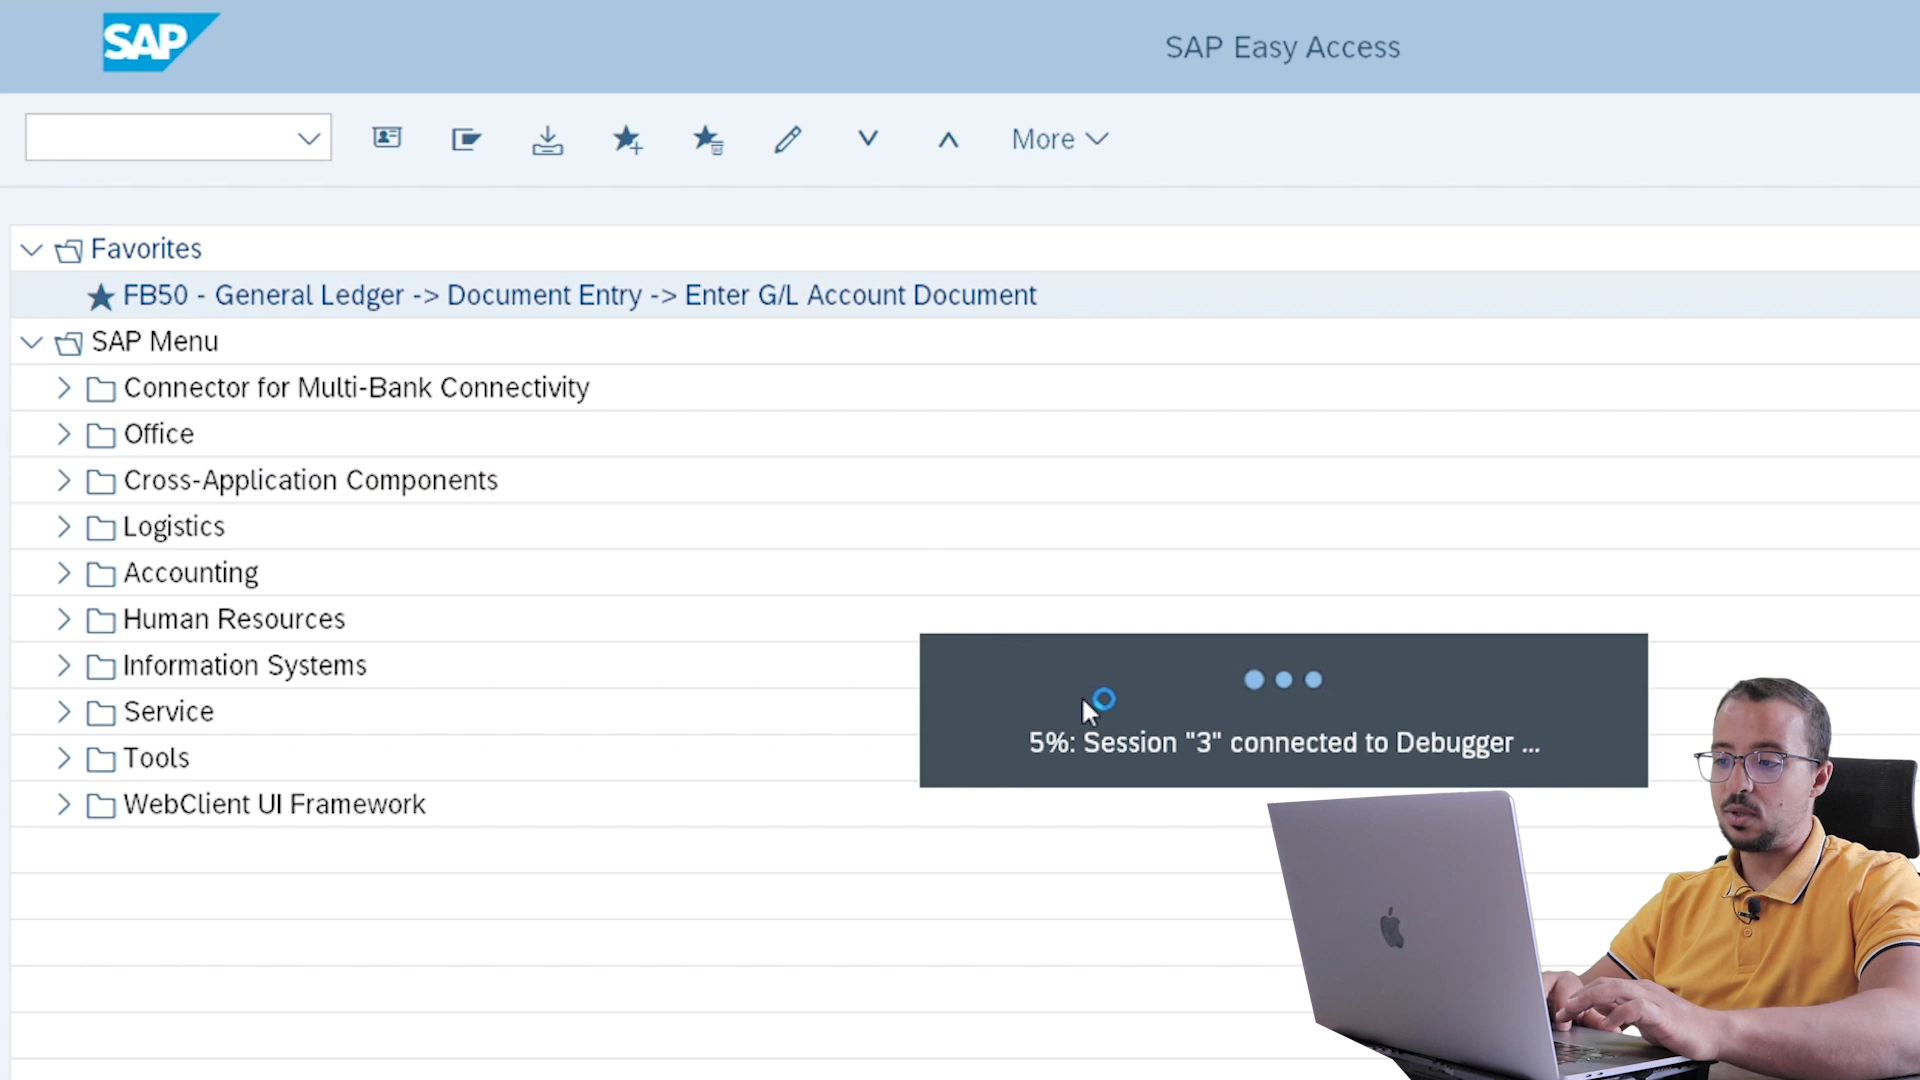 SAP
SAP Easy Access
More
Favorites
FB50 - General Ledger -> Document Entry -> Enter G/L Account Document
SAP Menu
Connector for Multi-Bank Connectivity
Office
Cross-Application Components
Logistics
Accounting
Human Resources
Information Systems
Service
Tools
WebClient UI Framework
5%: Session "3" connected to Debugger ...